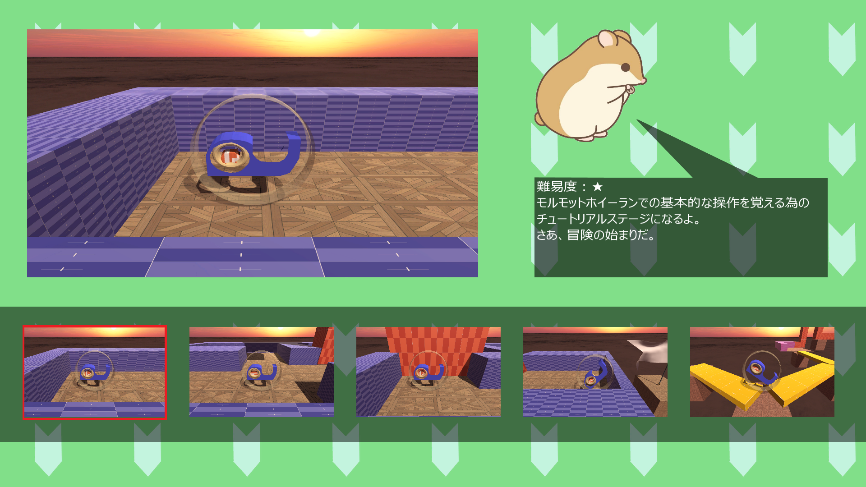 難易度：★
モルモットホイーランでの基本的な操作を覚える為の
チュートリアルステージになるよ。
さあ、冒険の始まりだ。